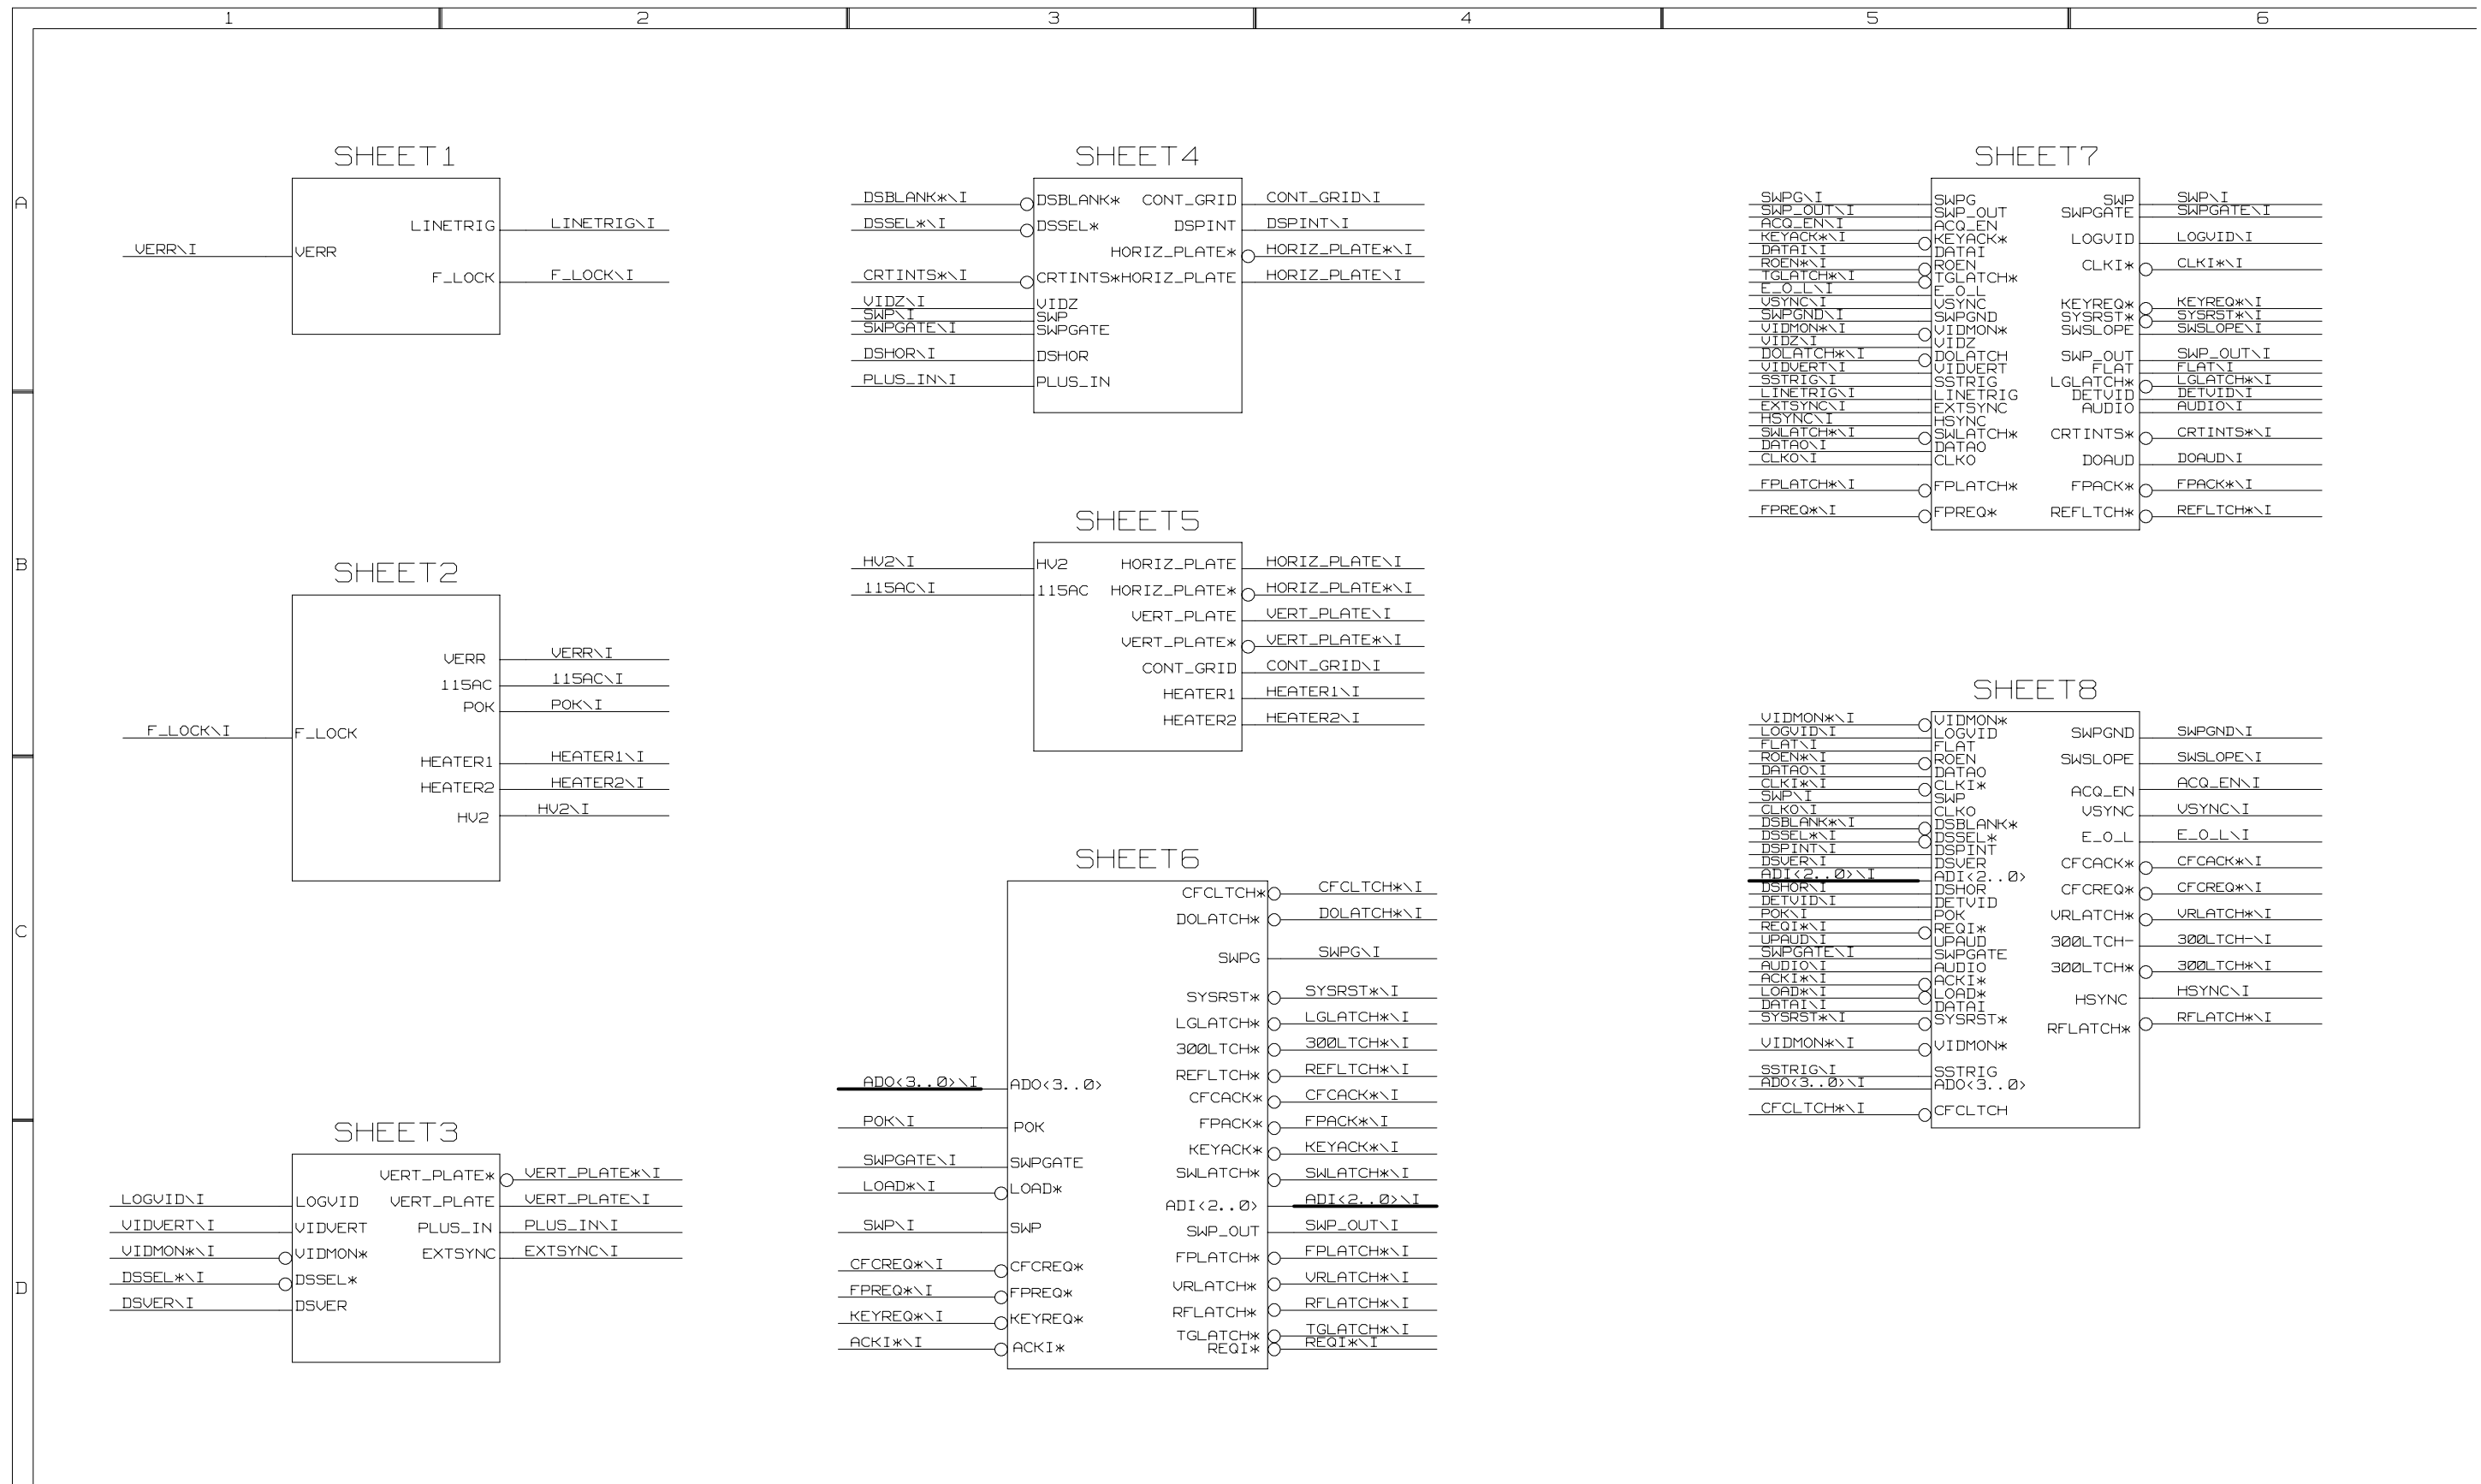 1 2 3 4 5 6
A
B
C
D
SHEET1
VERR\I VERR
LINETRIG LINETRIG\I
F_LOCK F_LOCK\I
SHEET2
F_LOCK\I F_LOCK
VERR VERR\I
115AC 115AC\I
POK POK\I
HEATER1 HEATER1\I
HEATER2 HEATER2\I
HV2 HV2\I
SHEET3
LOGVID\I LOGVID
VIDVERT\I VIDVERT
VIDMON*\I VIDMON*
DSSEL*\I DSSEL*
DSVER\I DSVER
VERT_PLATE* VERT_PLATE*\I
VERT_PLATE VERT_PLATE\I
PLUS_IN PLUS_IN\I
EXTSYNC EXTSYNC\I
SHEET4
DSBLANK*\I DSBLANK*
DSSEL*\I DSSEL*
CRTINTS*\I CRTINTS*
VIDZ\I VIDZ
SWP\I SWP
SWPGATE\I SWPGATE
DSHOR\I DSHOR
PLUS_IN\I PLUS_IN
CONT_GRID CONT_GRID\I
DSPINT DSPINT\I
HORIZ_PLATE* HORIZ_PLATE*\I
HORIZ_PLATE HORIZ_PLATE\I
SHEET5
HV2\I HV2
115AC\I 115AC
HORIZ_PLATE HORIZ_PLATE\I
HORIZ_PLATE* HORIZ_PLATE*\I
VERT_PLATE VERT_PLATE\I
VERT_PLATE* VERT_PLATE*\I
CONT_GRID CONT_GRID\I
HEATER1 HEATER1\I
HEATER2 HEATER2\I
SHEET6
ADO<3..0>\I ADO<3..0>
POK\I POK
SWPGATE\I SWPGATE
LOAD*\I LOAD*
SWP\I SWP
CFCREQ*\I CFCREQ*
FPREQ*\I FPREQ*
KEYREQ*\I KEYREQ*
ACKI*\I ACKI*
CFCLTCH* CFCLTCH*\I
DOLATCH* DOLATCH*\I
SWPG SWPG\I
SYSRST* SYSRST*\I
LGLATCH* LGLATCH*\I
300LTCH* 300LTCH*\I
REFLTCH* REFLTCH*\I
CFCACK* CFCACK*\I
FPACK* FPACK*\I
KEYACK* KEYACK*\I
SWLATCH* SWLATCH*\I
ADI<2..0> ADI<2..0>\I
SWP_OUT SWP_OUT\I
FPLATCH* FPLATCH*\I
VRLATCH* VRLATCH*\I
RFLATCH* RFLATCH*\I
TGLATCH* TGLATCH*\I
REQI* REQI*\I
SHEET7
SWPG\I SWPG
SWP_OUT\I SWP_OUT
ACQ_EN\I ACQ_EN
KEYACK*\I KEYACK*
DATAI\I DATAI
ROEN*\I ROEN
TGLATCH*\I TGLATCH*
E_O_L\I E_O_L
VSYNC\I VSYNC
SWPGND\I SWPGND
VIDMON*\I VIDMON*
VIDZ\I VIDZ
DOLATCH*\I DOLATCH
VIDVERT\I VIDVERT
SSTRIG\I SSTRIG
LINETRIG\I LINETRIG
EXTSYNC\I EXTSYNC
HSYNC\I HSYNC
SWLATCH*\I SWLATCH*
DATAO\I DATAO
CLKO\I CLKO
FPLATCH*\I FPLATCH*
FPREQ*\I FPREQ*
SWP SWP\I
SWPGATE SWPGATE\I
LOGVID LOGVID\I
CLKI* CLKI*\I
KEYREQ* KEYREQ*\I
SYSRST* SYSRST*\I
SWSLOPE SWSLOPE\I
SWP_OUT SWP_OUT\I
FLAT FLAT\I
LGLATCH* LGLATCH*\I
DETVID DETVID\I
AUDIO AUDIO\I
CRTINTS* CRTINTS*\I
DOAUD DOAUD\I
FPACK* FPACK*\I
REFLTCH* REFLTCH*\I
SHEET8
VIDMON*\I VIDMON*
LOGVID\I LOGVID
FLAT\I FLAT
ROEN*\I ROEN
DATAO\I DATAO
CLKI*\I CLKI*
SWP\I SWP
CLKO\I CLKO
DSBLANK*\I DSBLANK*
DSSEL*\I DSSEL*
DSPINT\I DSPINT
DSVER\I DSVER
ADI<2..0>\I ADI<2..0>
DSHOR\I DSHOR
DETVID\I DETVID
POK\I POK
REQI*\I REQI*
UPAUD\I UPAUD
SWPGATE\I SWPGATE
AUDIO\I AUDIO
ACKI*\I ACKI*
LOAD*\I LOAD*
DATAI\I DATAI
SYSRST*\I SYSRST*
VIDMON*\I VIDMON*
SSTRIG\I SSTRIG
ADO<3..0>\I ADO<3..0>
CFCLTCH*\I CFCLTCH
SWPGND SWPGND\I
SWSLOPE SWSLOPE\I
ACQ_EN ACQ_EN\I
VSYNC VSYNC\I
E_O_L E_O_L\I
CFCACK* CFCACK*\I
CFCREQ* CFCREQ*\I
VRLATCH* VRLATCH*\I
300LTCH- 300LTCH-\I
300LTCH* 300LTCH*\I
HSYNC HSYNC\I
RFLATCH* RFLATCH*\I